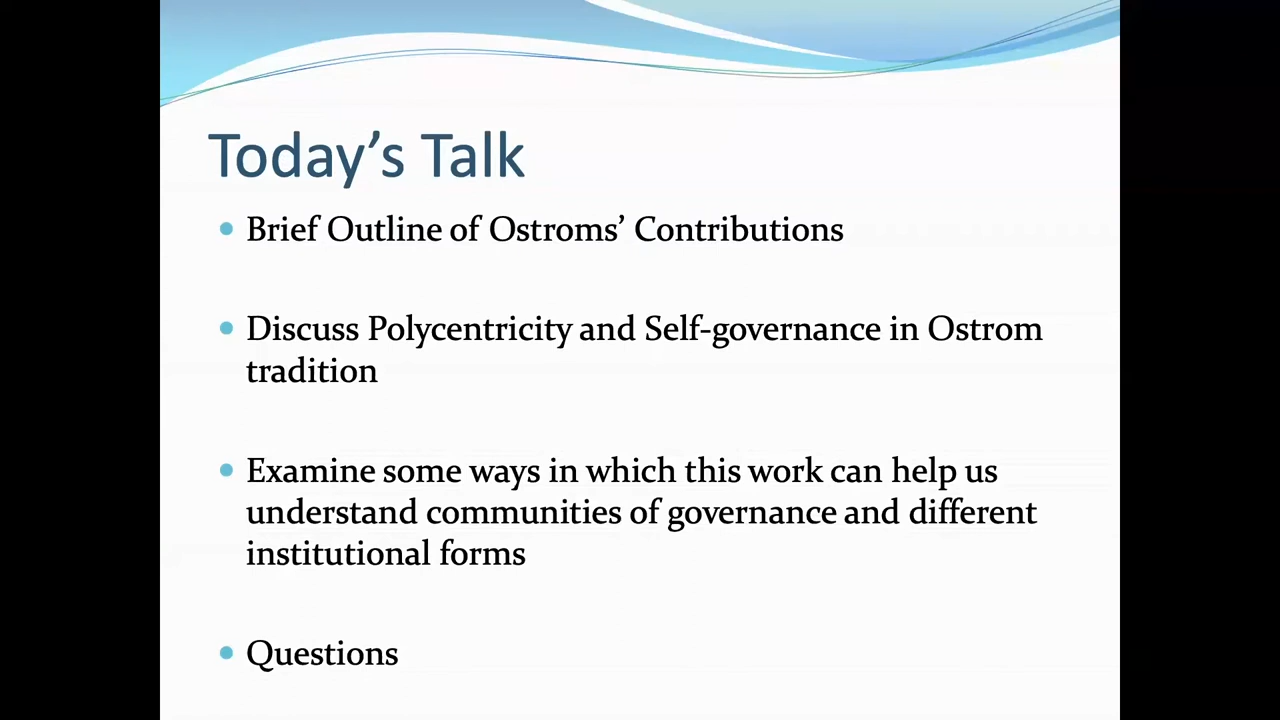 Today’s Talk
Brief Outline of Ostroms’ Contributions
Discuss Polycentricity and Self-governance in Ostrom
tradition
Examine some ways in which this work can help us
understand communities of governance and different
institutional forms
Questions